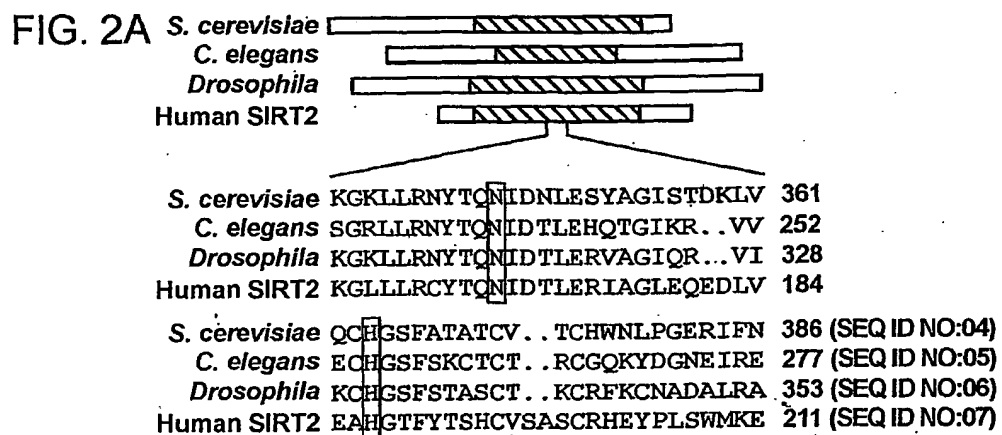 FIG. 2A
S. cerevisiae
C. elegans
Drosophila
Human SIRT2
S. cerevisiae KGKLLRNYTQNIDNLESYAGISTDKLV 361
C. elegans SGRLLRNYTQNIDTLEHQTGIKR..VV 252
Drosophila KGKLLRNYTQNIDTLERVAGIQR...VI 328
Human SIRT2 KGLLLRCYTQNIDTLERIAGLEQEDLV 184
S. cerevisiae QCHGSFATATCV..TCHWNLPGERIFN 386 (SEQ ID NO:04)
C. elegans ECHGSFSKCTCT..RCGQKYDGNEIRE 277 (SEQ ID NO:05)
Drosophila KCHGSFSTASCT..KCRFKCNADALRA 353 (SEQ ID NO:06)
Human SIRT2 EAHGTFYTSHCVSASCRHEYPLSWMKE 211 (SEQ ID NO:07)